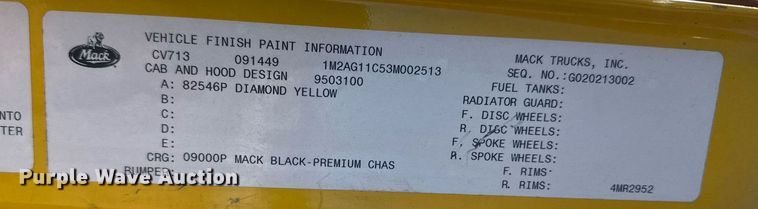 VEHICLE FINISH PAINT INFORMATION
Mack
CV713 091449 1M2AG11C53M002513
CAB AND HOOD DESIGN 9503100
A: 82546P DIAMOND YELLOW
B:
C:
D:
E:
CRG: 09000P MACK BLACK-PREMIUM CHAS
BUMPER:
MACK TRUCKS, INC.
SEQ. NO.:G020213002
FUEL TANKS:
RADIATOR GUARD:
F. DISC WHEELS:
R. DISC WHEELS:
F. SPOKE WHEELS:
R. SPOKE WHEELS:
F. RIMS:
R. RIMS: 4MR2952
NTO
TER
Purple Wave Auction